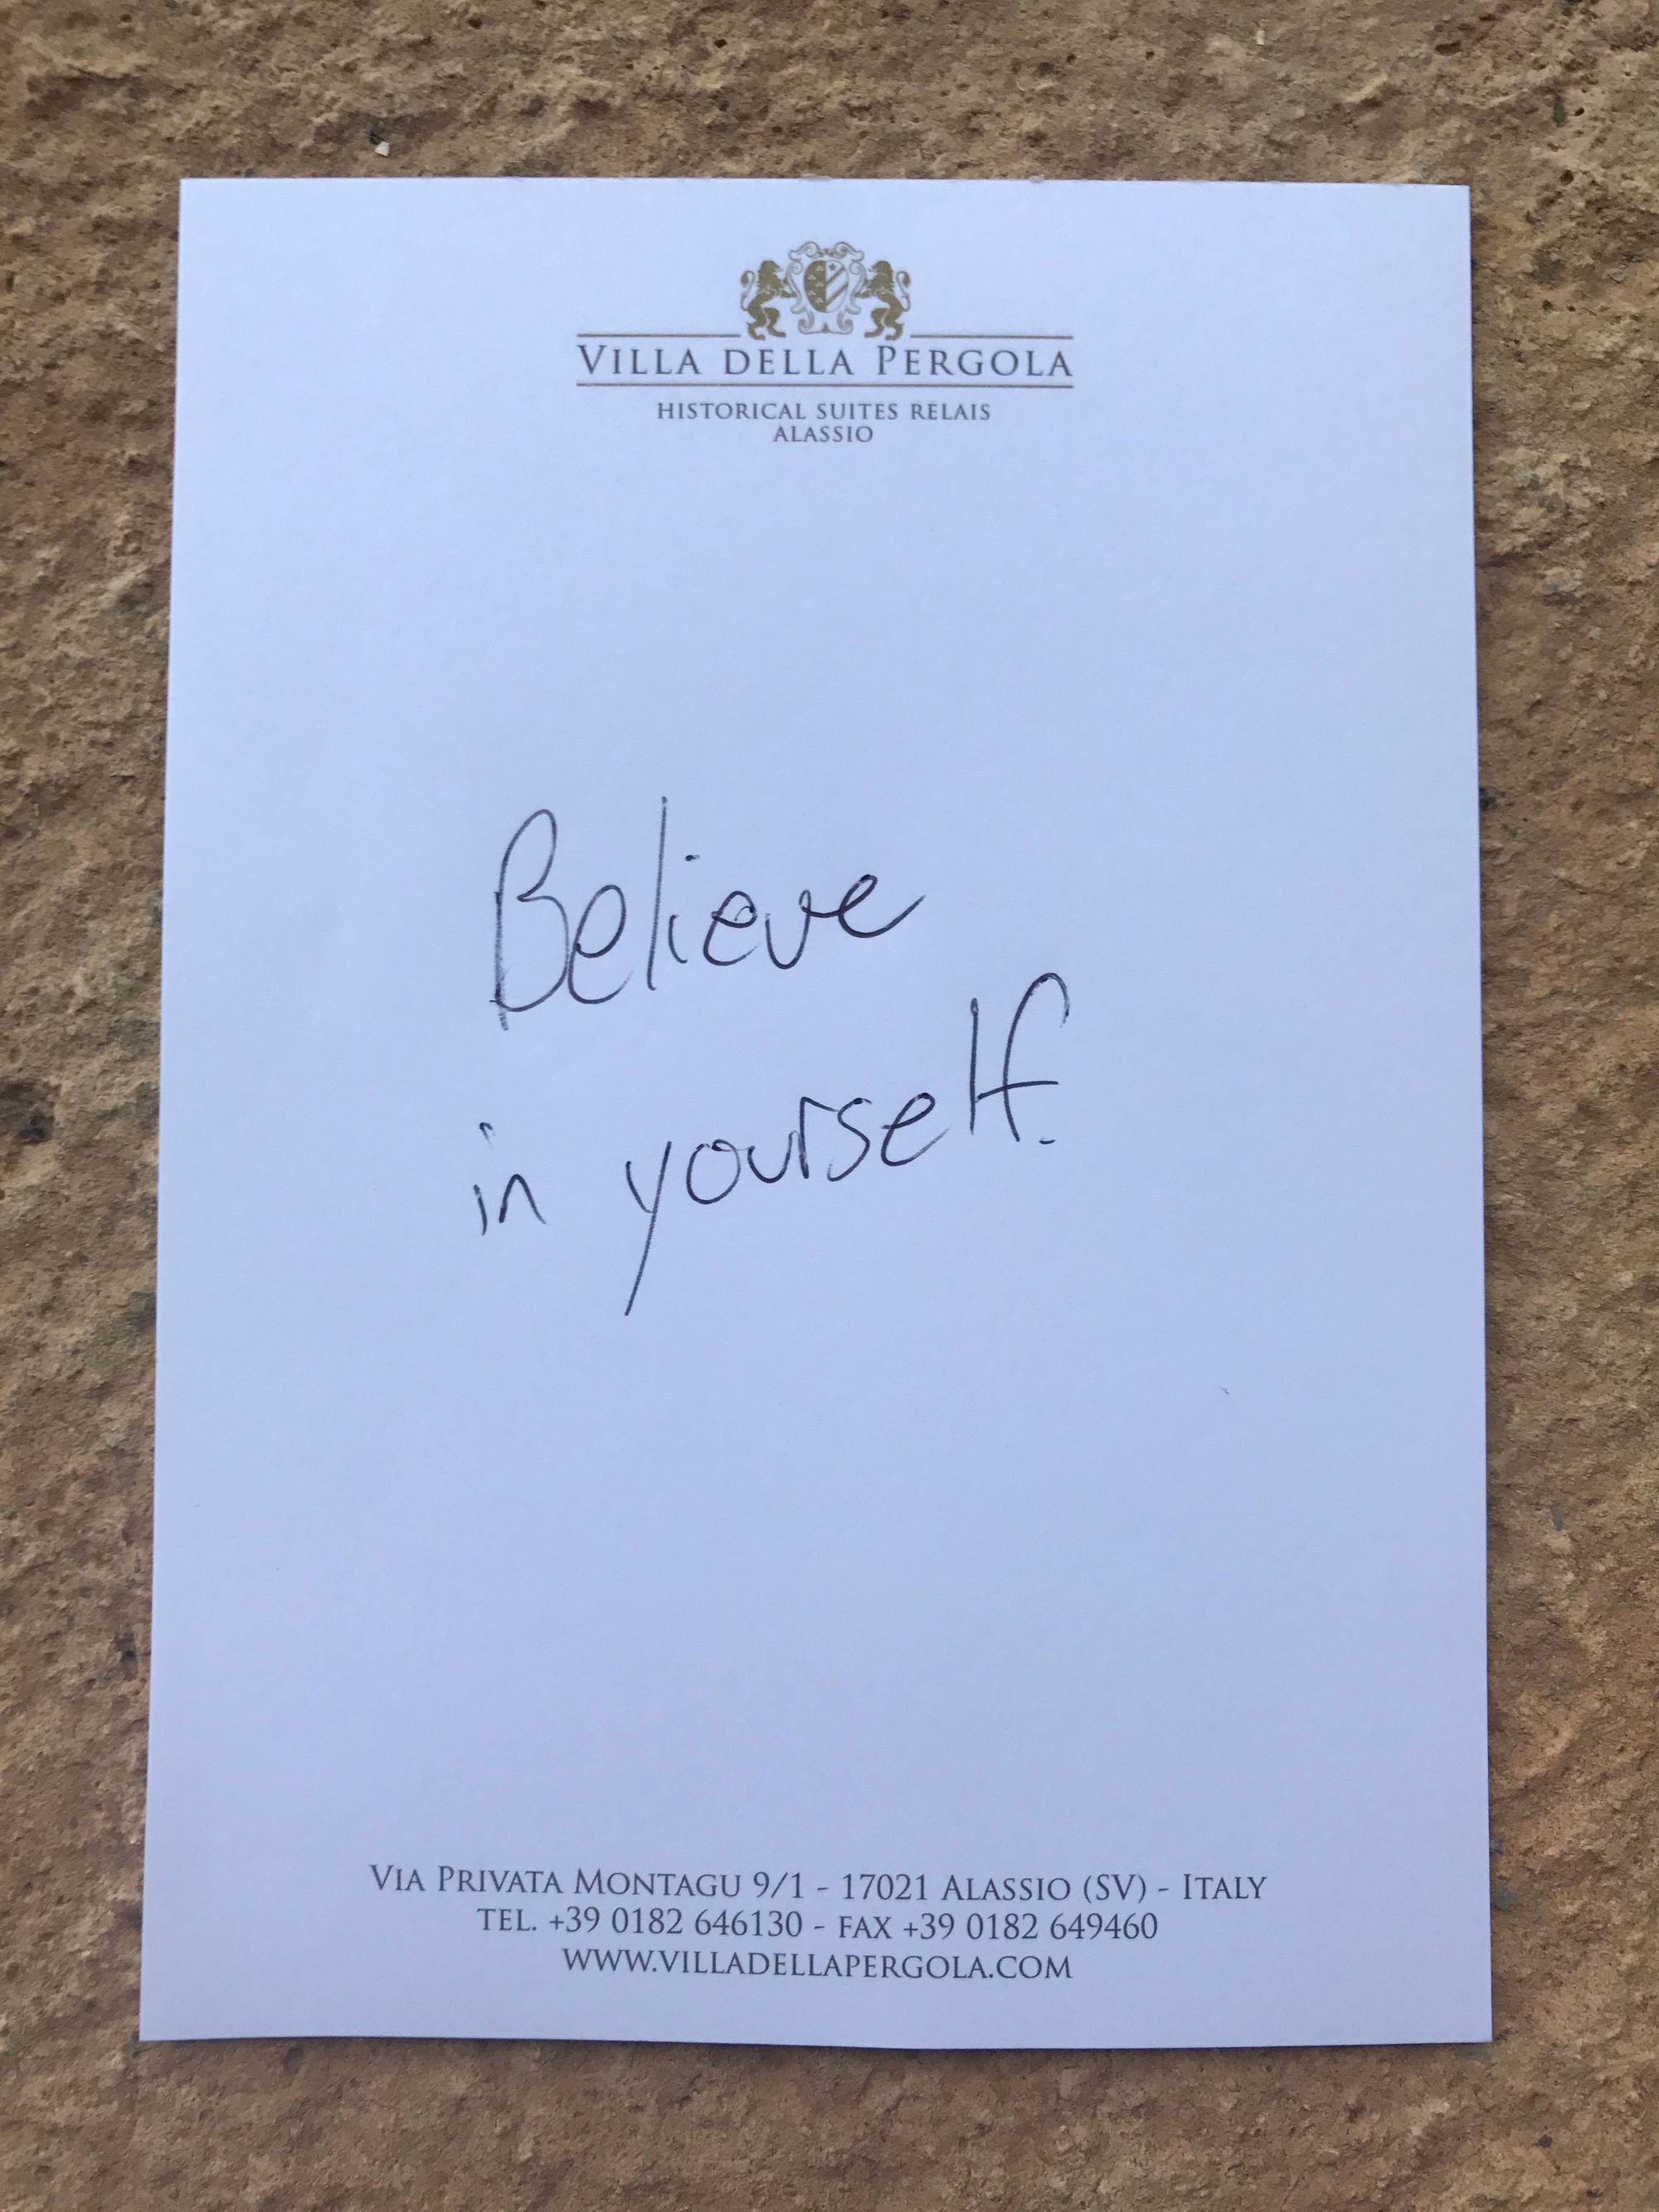 VILLA DELLA PERGOLA
HISTORICAL SUITES RELAIS
ALASSIO
Believe
in yourself.
VIA PRIVATA MONTAGU 9/1 - 17021 ALASSIO (SV) - ITALY
TEL. +39 0182 646130 - FAX +39 0182 649460
WWW.VILLADELLAPERGOLA.COM